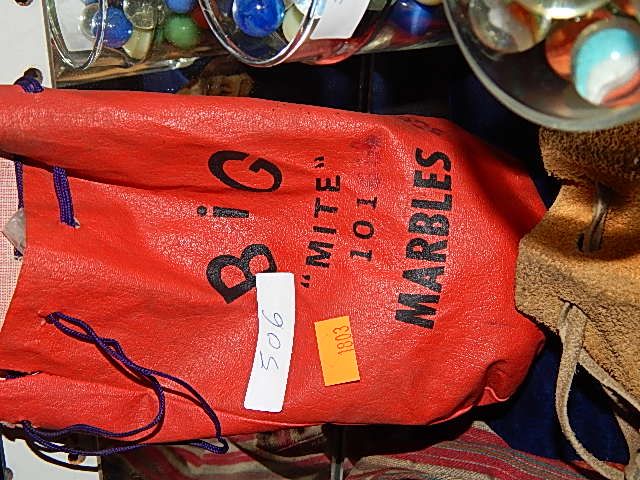 BiG
"MITE"
101
MARBLES
506
1803